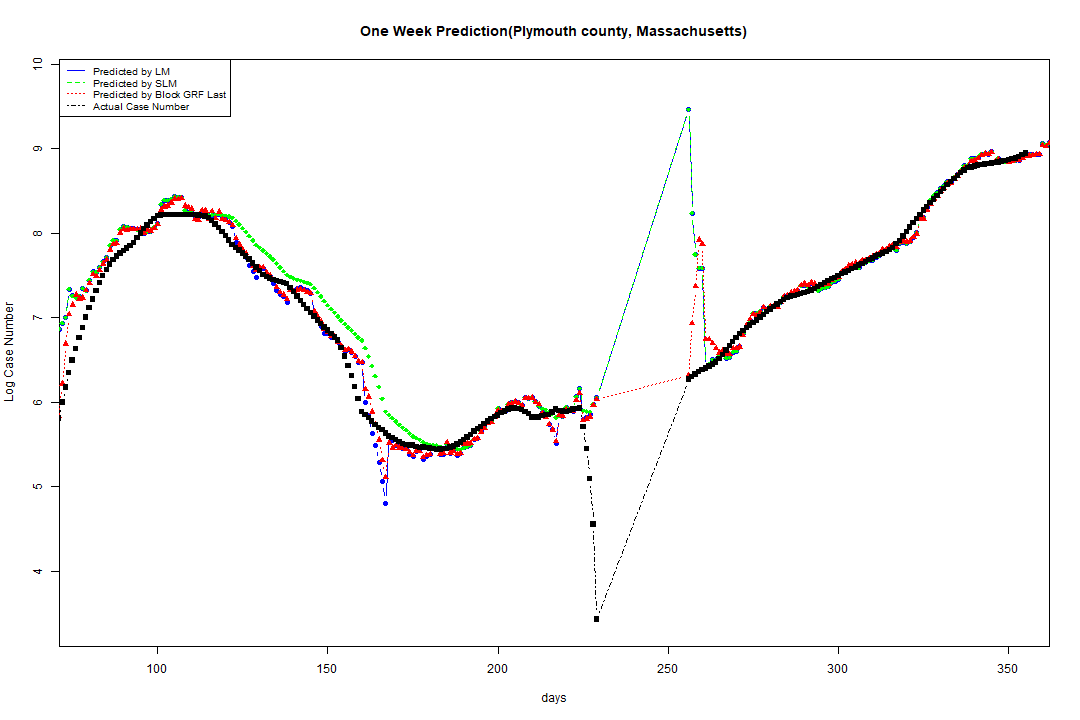 One Week Prediction(Plymouth county, Massachusetts)
Predicted by LM
Predicted by SLM
Predicted by Block GRF Last
Actual Case Number
10
9
8
7
6
5
4
Log Case Number
100
150
200
250
300
350
days